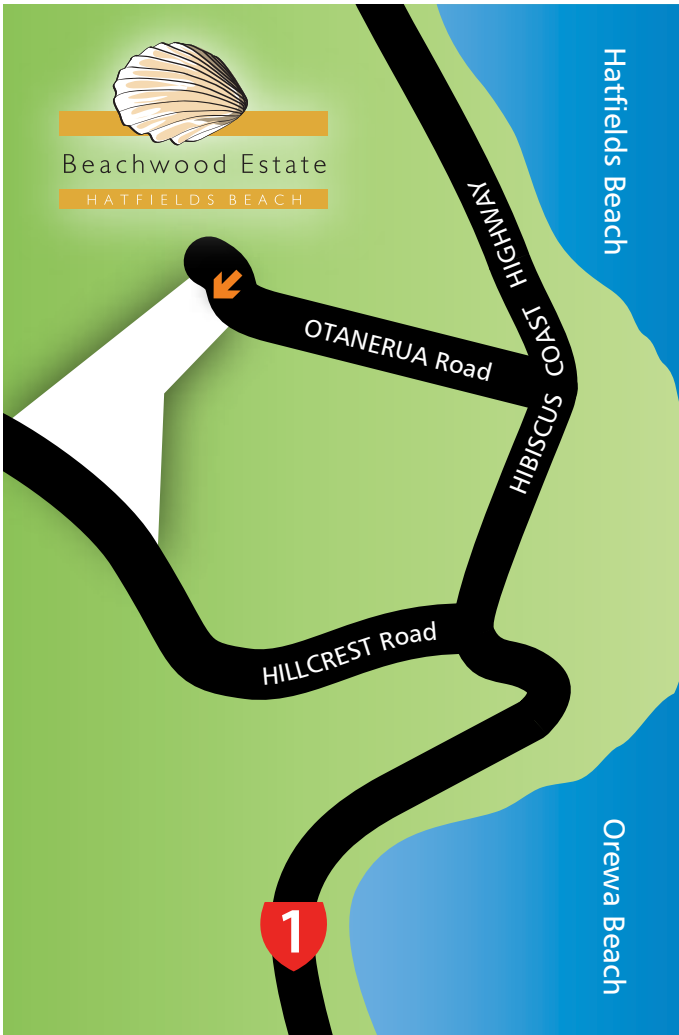 Hatfields Beach
Beachwood Estate
HATFIELDS BEACH
HIBISCUS COAST HIGHWAY
OTANERUA Road
HILLCREST Road
Orewa Beach
1